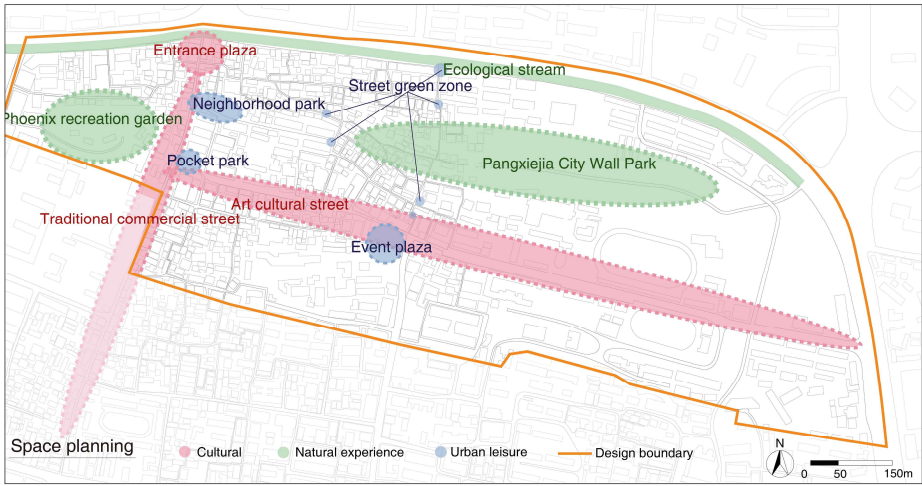 Entrance plaza
Ecological stream
Street green zone
Neighborhood park
Phoenix recreation garden
Pocket park
Pangxiejia City Wall Park
Art cultural street
Traditional commercial street
Event plaza
Space planning
Cultural
Natural experience
Urban leisure
Design boundary
N
0 50 150m